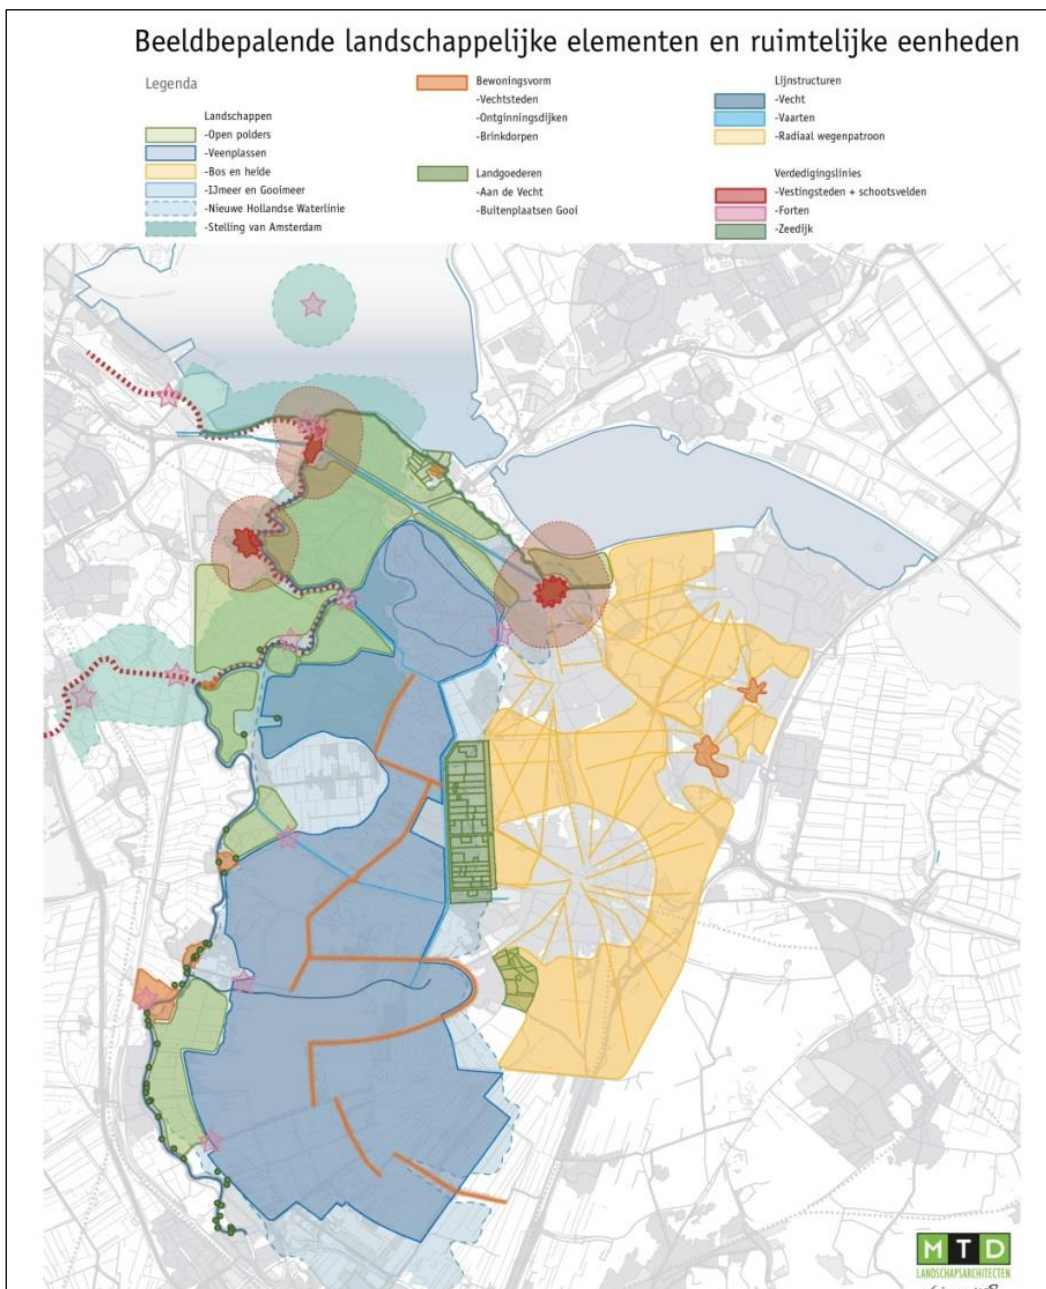 Beeldbepalende landschappelijke elementen en ruimtelijke eenheden
Legenda
Landschappen
-Open polders
-Veenplassen
-Bos en heide
-IJmeer en Gooimeer
-Nieuwe Hollandse Waterlinie
-Stelling van Amsterdam
Bewoningsvorm
-Vechtsteden
-Ontginningsdijken
-Brinkdorpen
Landgoederen
-Aan de Vecht
-Buitenplaatsen Gooi
Lijnstructuren
-Vecht
-Vaarten
-Radiaal wegenpatroon
Verdedigingslinies
-Vestingsteden + schootsvelden
-Forten
-Zeedijk
MTD
LANDSCHAPSARCHITECTEN